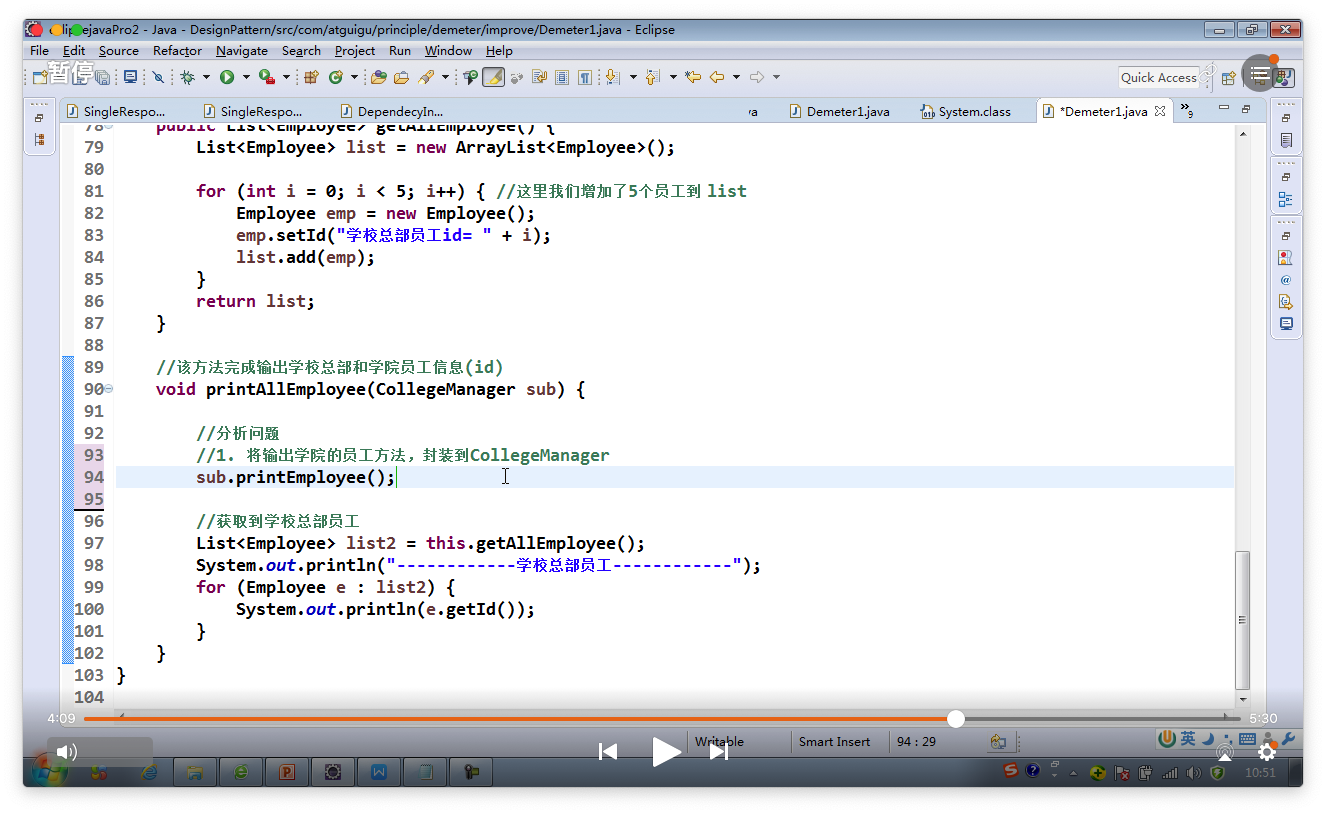 ejavaPro2 - Java - DesignPattern/src/com/atguigu/principle/demeter/improve/Demeter1.java - Eclipse
File Edit Source Refactor Navigate Search Project Run Window Help
暂停
Quick Access
SingleRespo... SingleRespo... DependecyIn... va Demeter1.java System.class *Demeter1.java 9
78 public List<Employee> getAllEmployee() {
79 List<Employee> list = new ArrayList<Employee>();
80
81 for (int i = 0; i < 5; i++) { //这里我们增加了5个员工到 list
82 Employee emp = new Employee();
83 emp.setId("学校总部员工id= " + i);
84 list.add(emp);
85 }
86 return list;
87 }
88
89 //该方法完成输出学校总部和学院员工信息(id)
90 void printAllEmployee(CollegeManager sub) {
91
92 //分析问题
93 //1. 将输出学院的员工方法，封装到CollegeManager
94 sub.printEmployee();
95
96 //获取到学校总部员工
97 List<Employee> list2 = this.getAllEmployee();
98 System.out.println("------------学校总部员工------------");
99 for (Employee e : list2) {
100 System.out.println(e.getId());
101 }
102 }
103 }
104
4:09 5:30
Writable Smart Insert 94 : 29
英
10:51